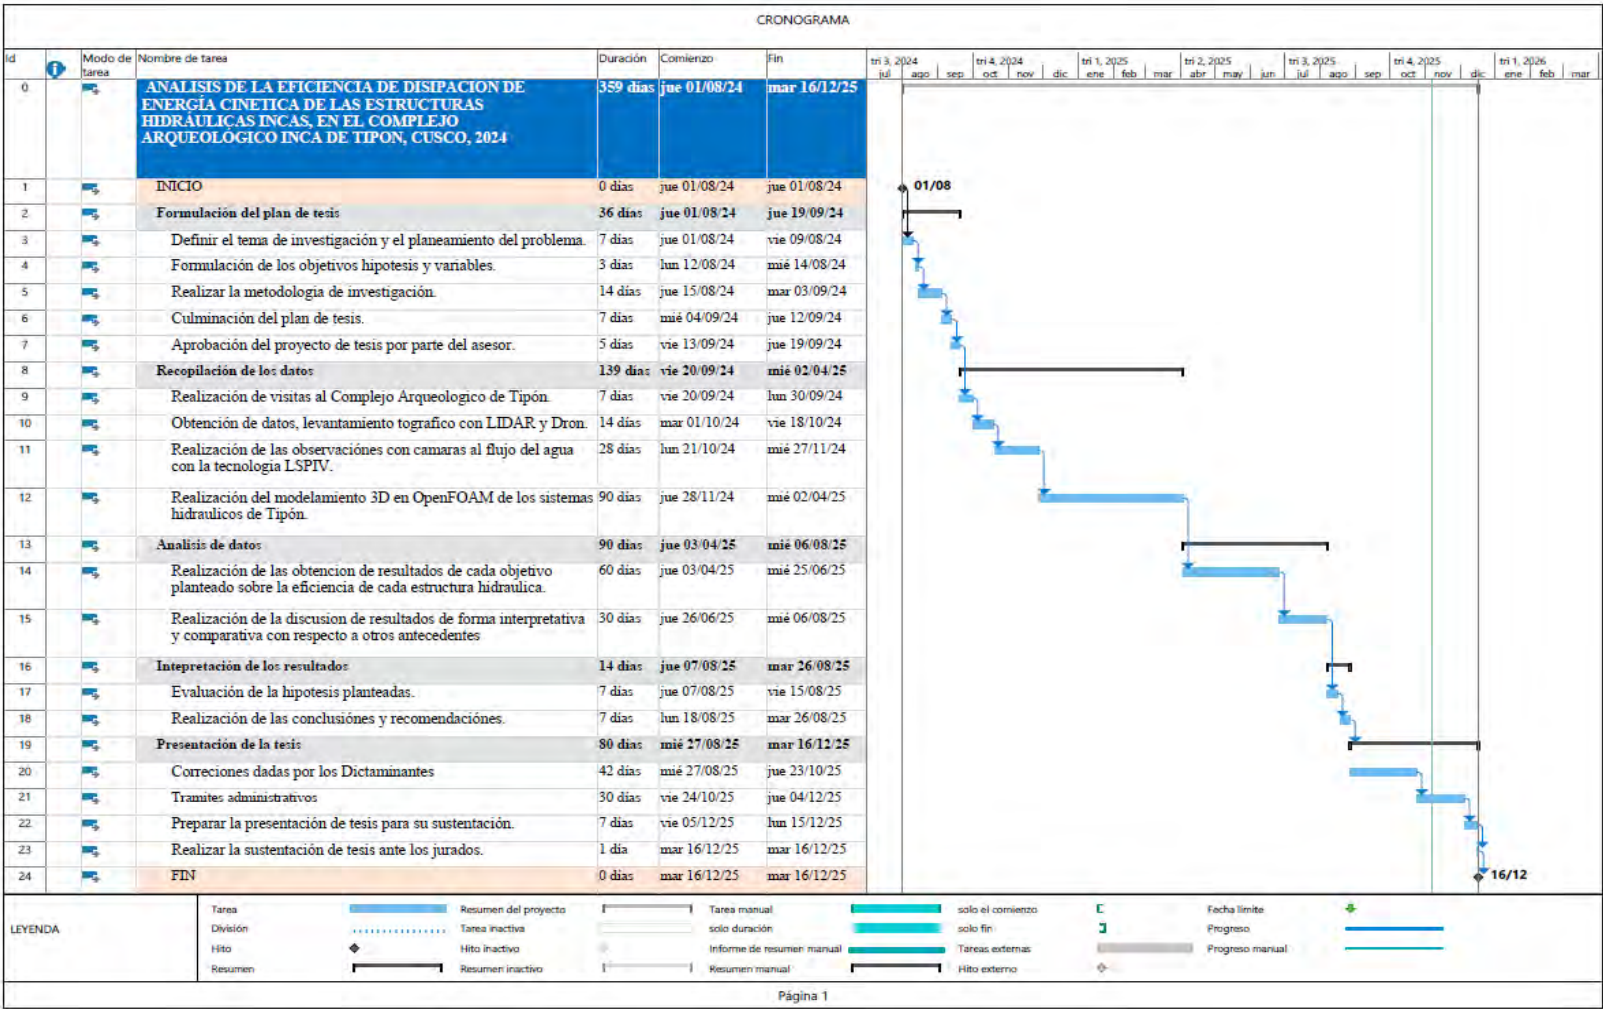 CRONOGRAMA
Id Modo de tarea Nombre de tarea Duración Comienzo Fin
tri 3, 2024 tri 4, 2024 tri 1, 2025 tri 2, 2025 tri 3, 2025 tri 4, 2025 tri 1, 2026
jul ago sep oct nov dic ene feb mar abr may jun jul ago sep oct nov dic ene feb mar
0 ANALISIS DE LA EFICIENCIA DE DISIPACION DE 359 días jue 01/08/24 mar 16/12/25
ENERGÍA CINETICA DE LAS ESTRUCTURAS
HIDRÁULICAS INCAS, EN EL COMPLEJO
ARQUEOLÓGICO INCA DE TIPON, CUSCO, 2024
1 INICIO 0 días jue 01/08/24 jue 01/08/24 01/08
2 Formulación del plan de tesis 36 días jue 01/08/24 jue 19/09/24
3 Definir el tema de investigación y el planeamiento del problema. 7 días jue 01/08/24 vie 09/08/24
4 Formulación de los objetivos hipotesis y variables. 3 días lun 12/08/24 mié 14/08/24
5 Realizar la metodologia de investigación. 14 días jue 15/08/24 mar 03/09/24
6 Culminación del plan de tesis. 7 días mié 04/09/24 jue 12/09/24
7 Aprobación del proyecto de tesis por parte del asesor. 5 días vie 13/09/24 jue 19/09/24
8 Recopilación de los datos 139 días vie 20/09/24 mié 02/04/25
9 Realización de visitas al Complejo Arqueologico de Tipón. 7 días vie 20/09/24 lun 30/09/24
10 Obtención de datos, levantamiento tografico con LIDAR y Dron. 14 días mar 01/10/24 vie 18/10/24
11 Realización de las observaciónes con camaras al flujo del agua 28 días lun 21/10/24 mié 27/11/24
con la tecnologia LSPIV.
12 Realización del modelamiento 3D en OpenFOAM de los sistemas 90 días jue 28/11/24 mié 02/04/25
hidraulicos de Tipón.
13 Analisis de datos 90 días jue 03/04/25 mié 06/08/25
14 Realización de las obtencion de resultados de cada objetivo 60 días jue 03/04/25 mié 25/06/25
planteado sobre la eficiencia de cada estructura hidraulica.
15 Realización de la discusion de resultados de forma interpretativa 30 días jue 26/06/25 mié 06/08/25
y comparativa con respecto a otros antecedentes
16 Intepretación de los resultados 14 días jue 07/08/25 mar 26/08/25
17 Evaluación de la hipotesis planteadas. 7 días jue 07/08/25 vie 15/08/25
18 Realización de las conclusiónes y recomendaciónes. 7 días lun 18/08/25 mar 26/08/25
19 Presentación de la tesis 80 días mié 27/08/25 mar 16/12/25
20 Correciones dadas por los Dictaminantes 42 días mié 27/08/25 jue 23/10/25
21 Tramites administrativos 30 días vie 24/10/25 jue 04/12/25
22 Preparar la presentación de tesis para su sustentación. 7 días vie 05/12/25 lun 15/12/25
23 Realizar la sustentación de tesis ante los jurados. 1 día mar 16/12/25 mar 16/12/25
24 FIN 0 días mar 16/12/25 mar 16/12/25 16/12
LEYENDA
Tarea Resumen del proyecto Tarea manual solo el comienzo Fecha límite
División Tarea inactiva solo duración solo fin Progreso
Hito Hito inactivo Informe de resumen manual Tareas externas Progreso manual
Resumen Resumen inactivo Resumen manual Hito externo
Página 1